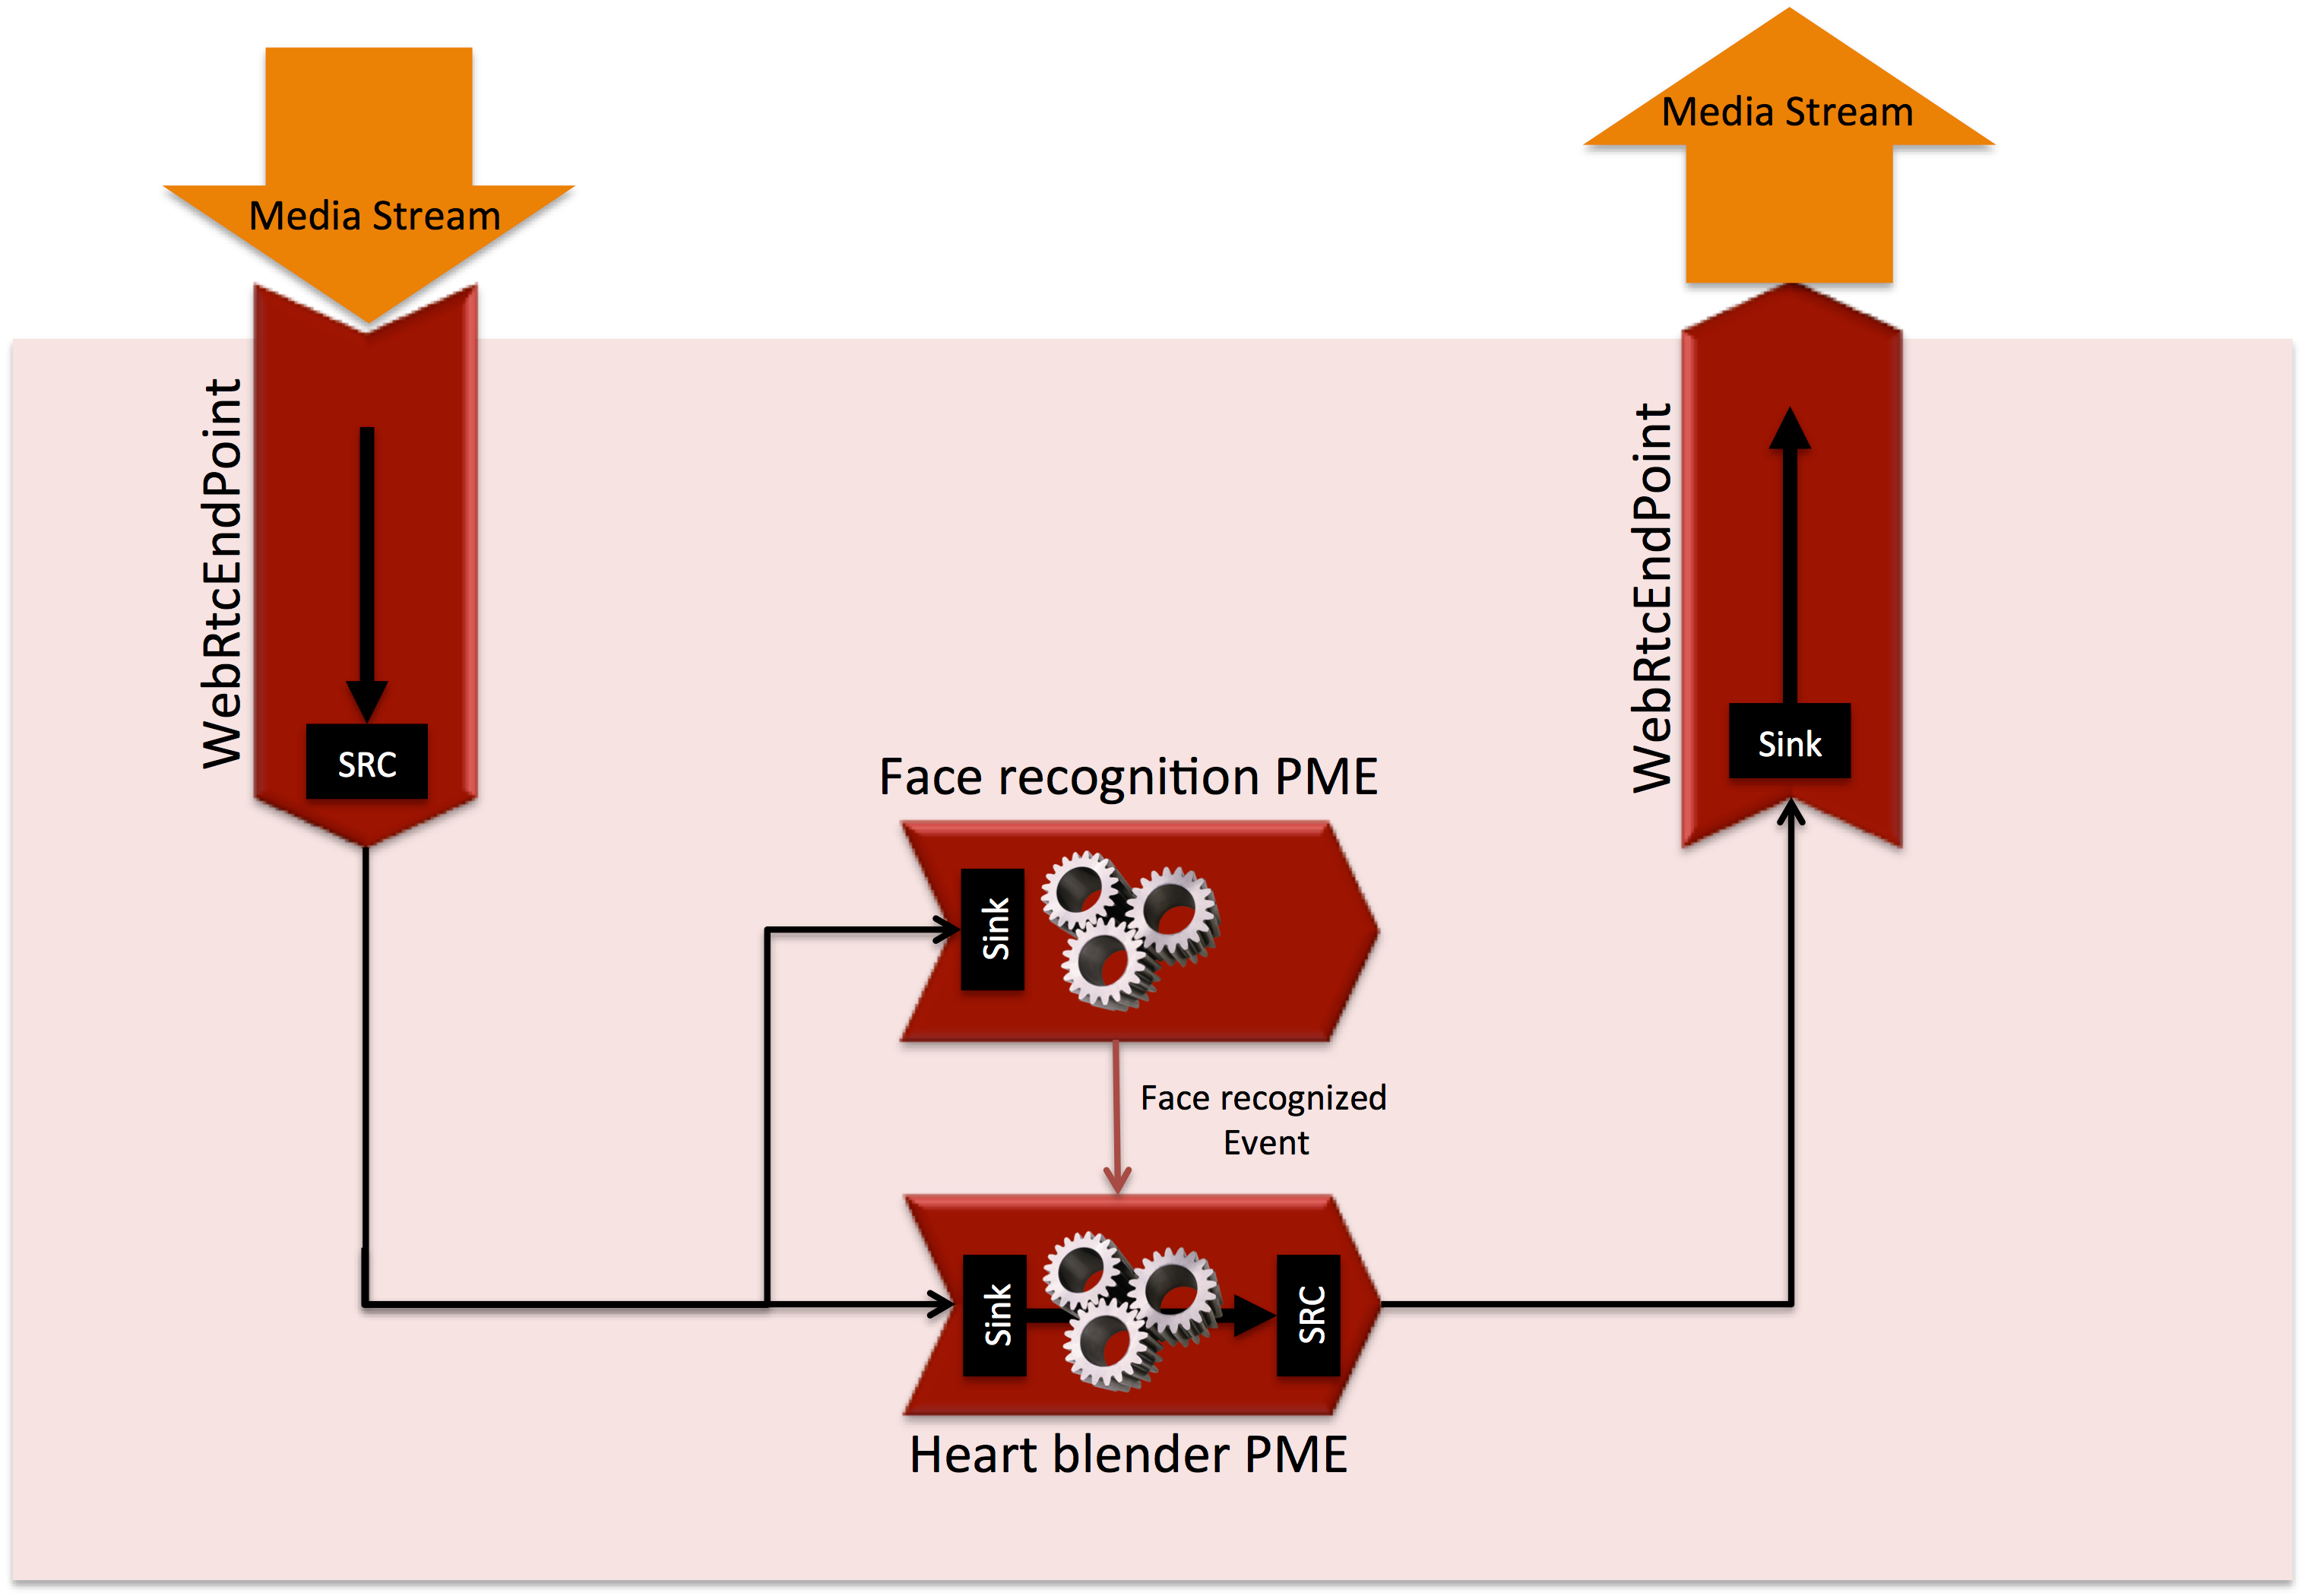 Media Stream
Media Stream
WebRtcEndPoint
SRC
WebRtcEndPoint
Sink
Face recognition PME
Sink
Face recognized
Event
Sink
SRC
Heart blender PME